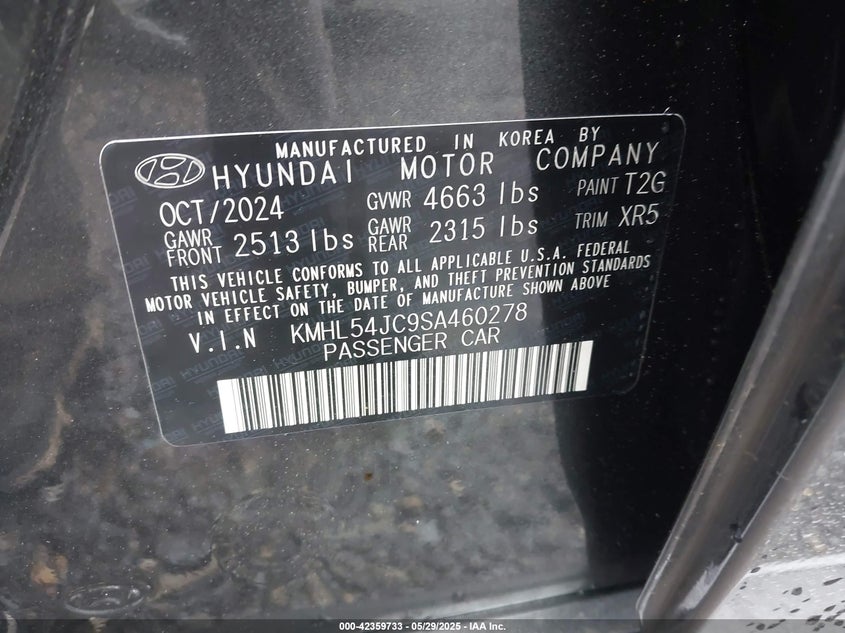 MANUFACTURED IN KOREA BY
HYUNDAI MOTOR COMPANY
OCT/2024 GVWR 4663 lbs PAINT T2G
GAWR FRONT 2513 lbs GAWR REAR 2315 lbs TRIM XR5
THIS VEHICLE CONFORMS TO ALL APPLICABLE U.S.A. FEDERAL
MOTOR VEHICLE SAFETY, BUMPER, AND THEFT PREVENTION STANDARDS
IN EFFECT ON THE DATE OF MANUFACTURE SHOWN ABOVE
V.I.N KMHL54JC9SA460278
PASSENGER CAR
000-42359733 - 05/29/2025 - IAA Inc.